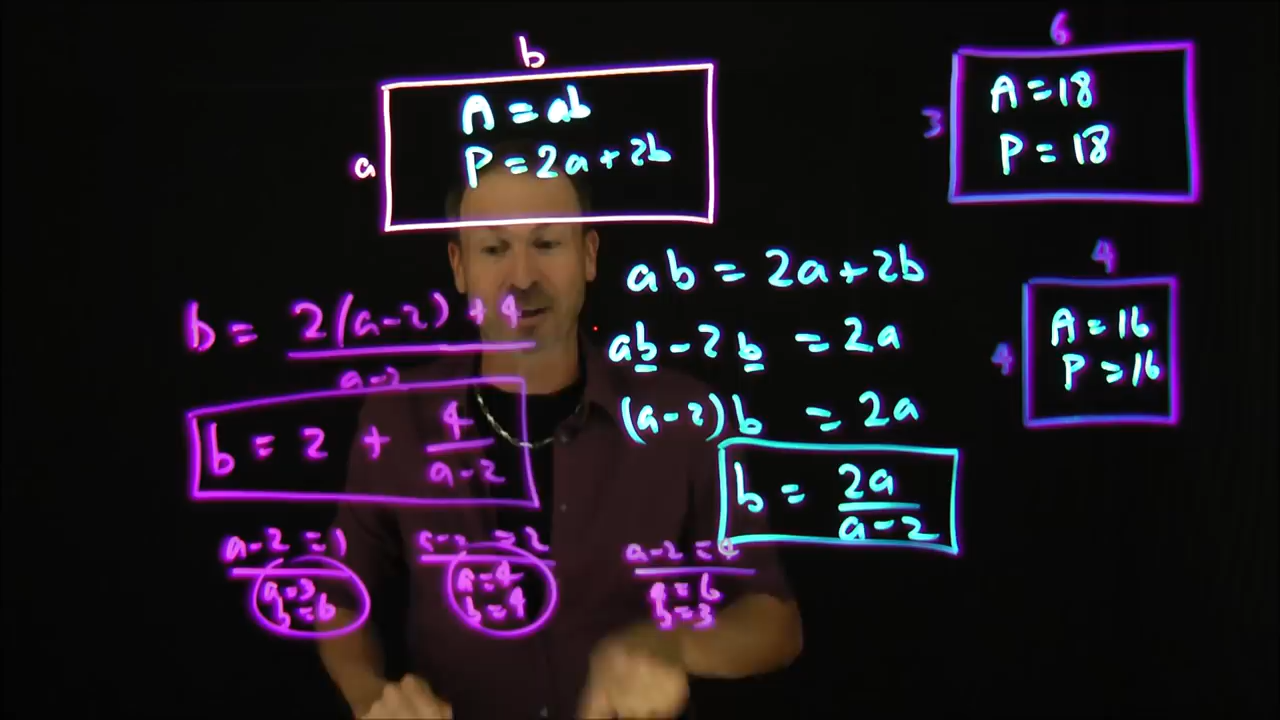 b
a
A = ab
P = 2a + 2b
6
3
A = 18
P = 18
4
4
A = 16
P = 16
ab = 2a + 2b
ab - 2b = 2a
(a-2)b = 2a
b = 2a / a-2
b = 2(a-2) + 4 / a-2
b = 2 + 4 / a-2
a-2 = 1
a=3
b=6
a-2 = 2
a=4
b=4
a-2 = 4
a=6
b=3